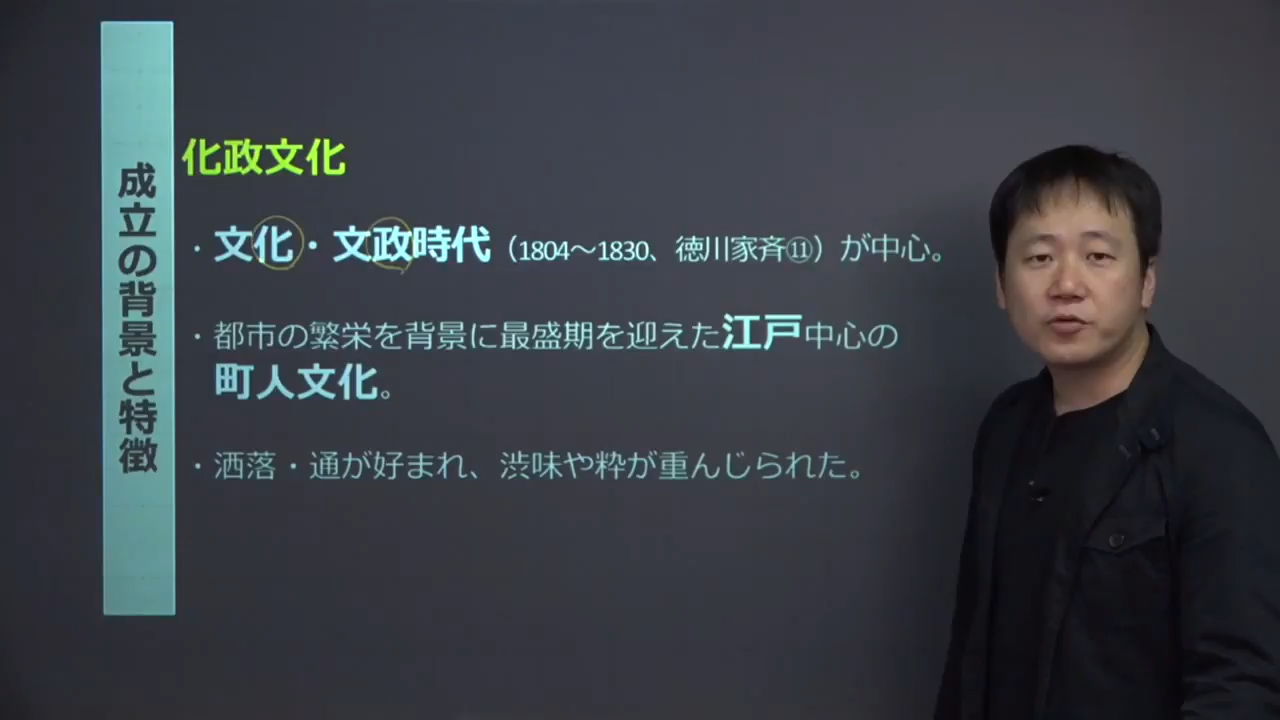 成立の背景と特徴
化政文化
・文化・文政時代（1804～1830、徳川家斉⑪）が中心。
・都市の繁栄を背景に最盛期を迎えた江戸中心の
町人文化。
・洒落・通が好まれ、渋味や粋が重んじられた。